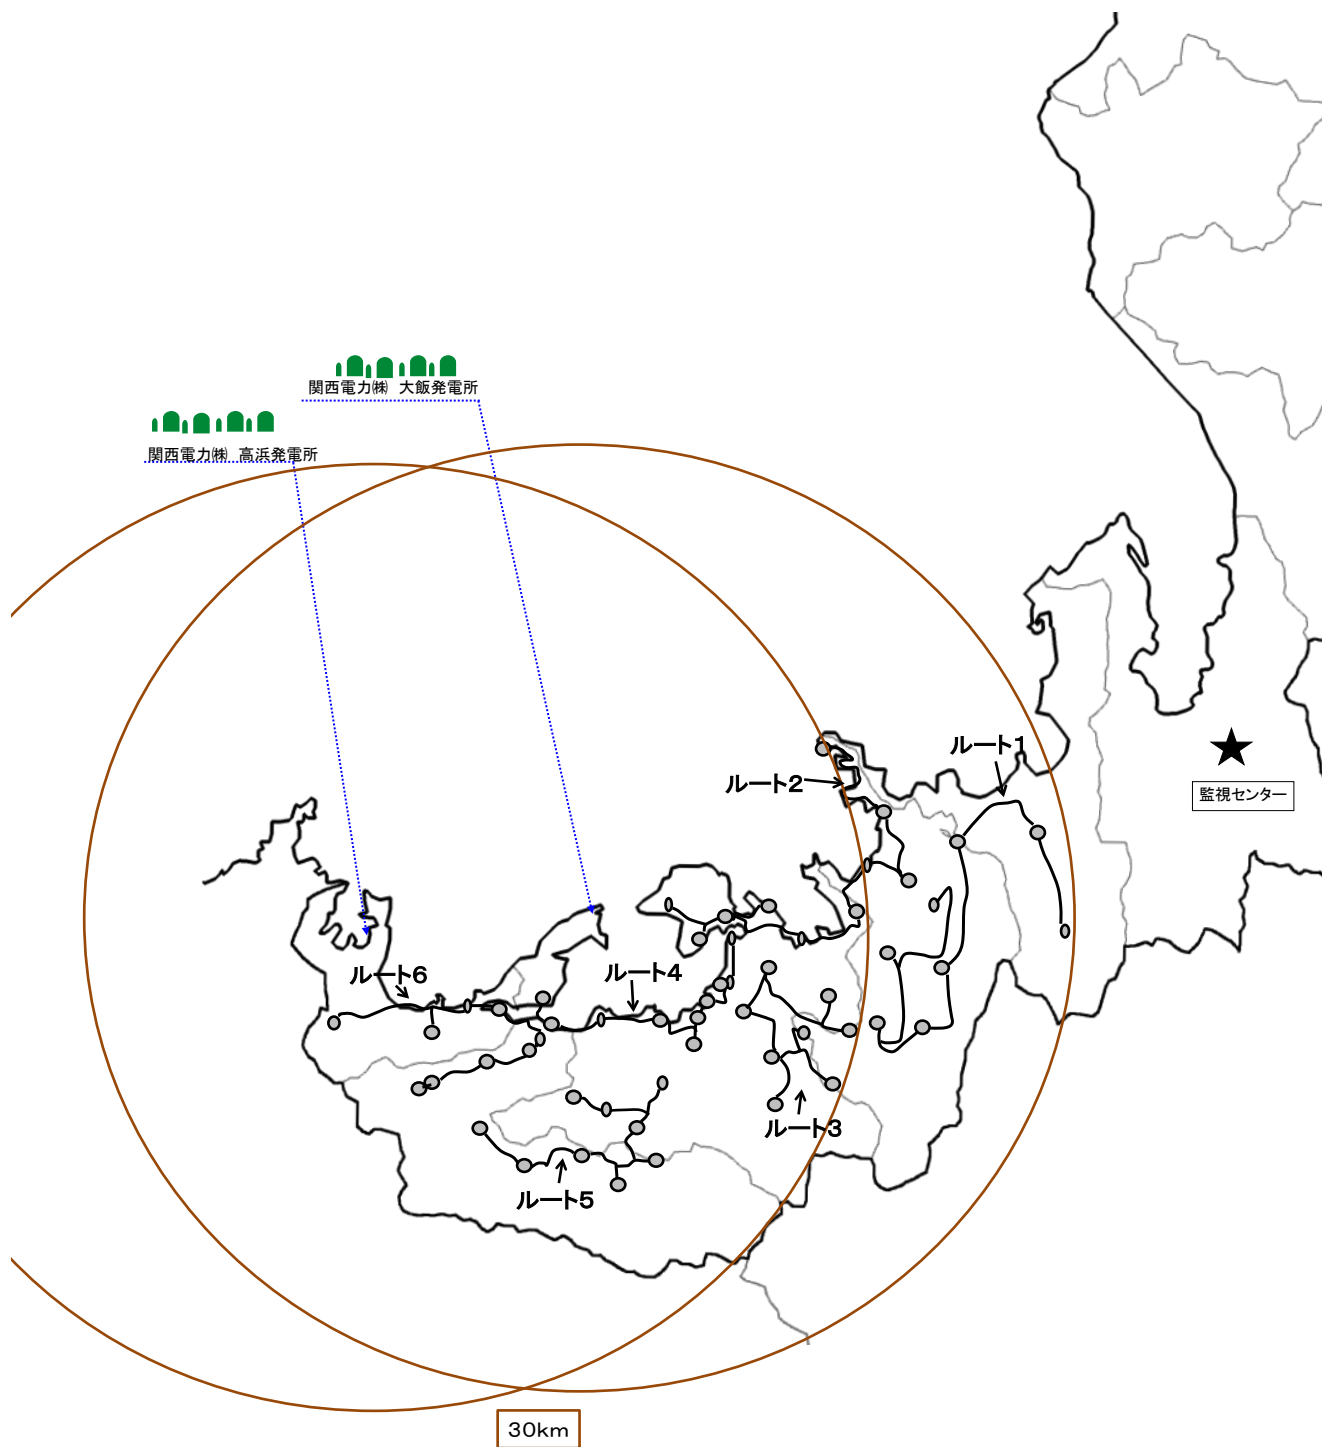 関西電力㈱ 大飯発電所
関西電力㈱ 高浜発電所
ルート1
ルート2
監視センター
ルート6
ルート4
ルート3
ルート5
30km